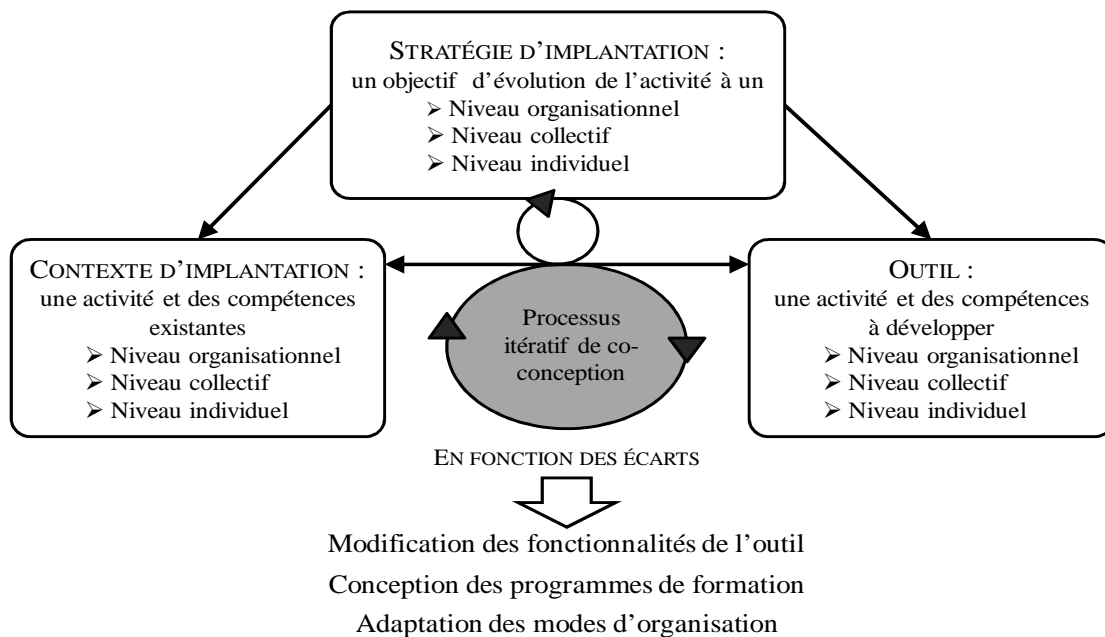 STRATÉGIE D’IMPLANTATION :
un objectif d’évolution de l’activité à un
➢ Niveau organisationnel
➢ Niveau collectif
➢ Niveau individuel
CONTEXTE D’IMPLANTATION :
une activité et des compétences
existantes
➢ Niveau organisationnel
➢ Niveau collectif
➢ Niveau individuel
Processus
itératif de co-
conception
OUTIL :
une activité et des compétences
à développer
➢ Niveau organisationnel
➢ Niveau collectif
➢ Niveau individuel
EN FONCTION DES ÉCARTS
Modification des fonctionnalités de l’outil
Conception des programmes de formation
Adaptation des modes d’organisation